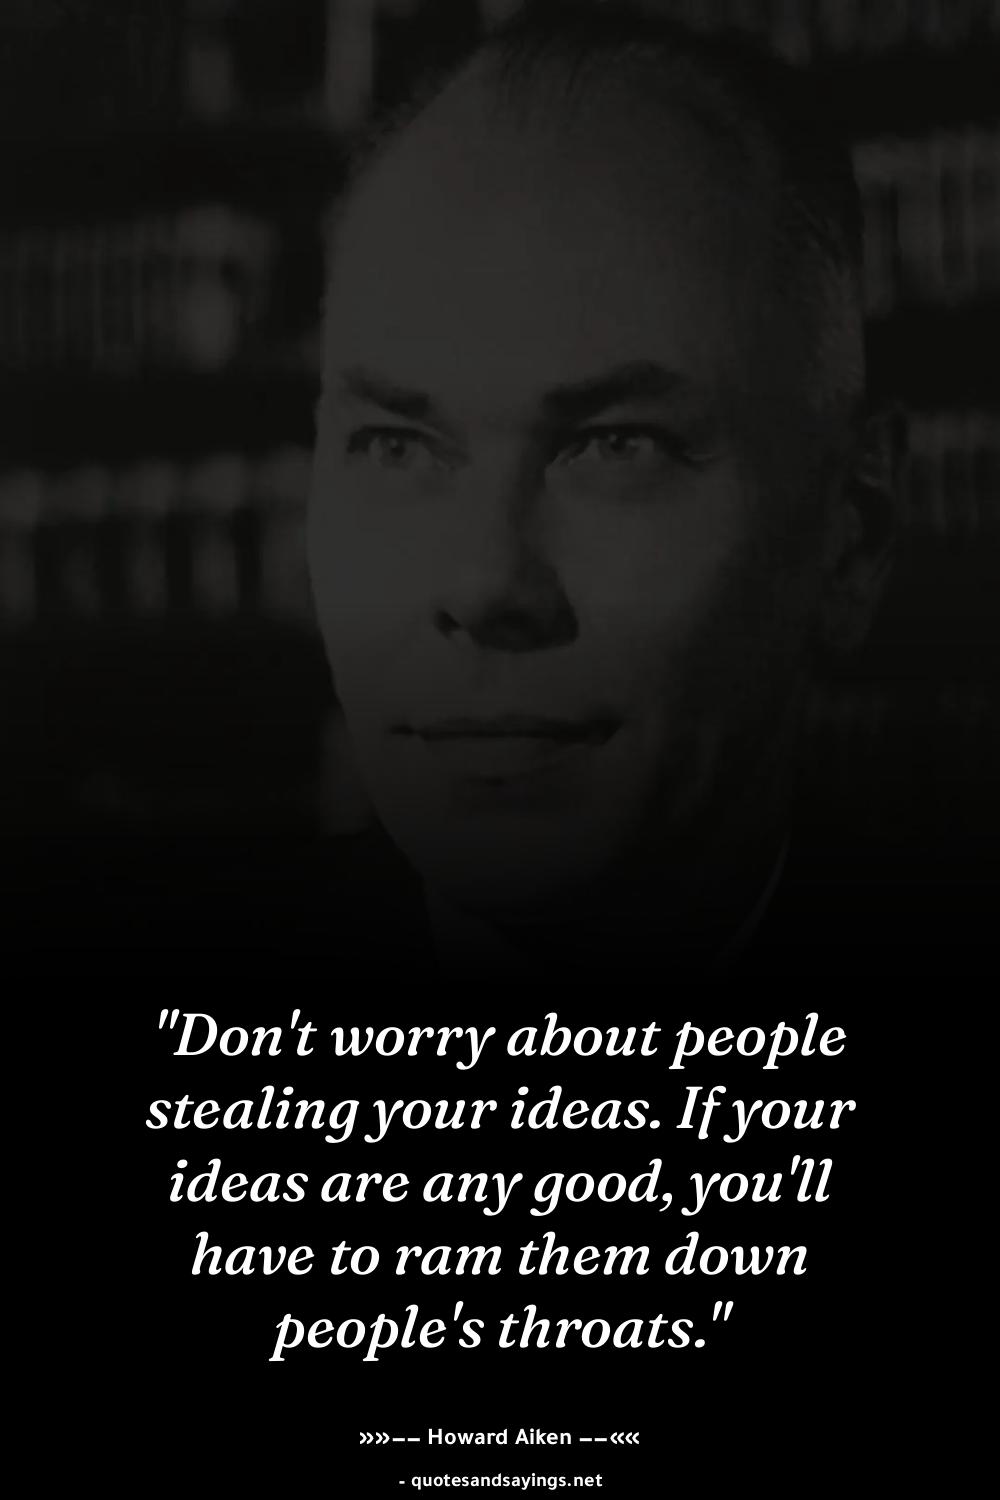 "Don't worry about people
stealing your ideas. If your
ideas are any good, you'll
have to ram them down
people's throats."
»»−− Howard Aiken −−««
- quotesandsayings.net